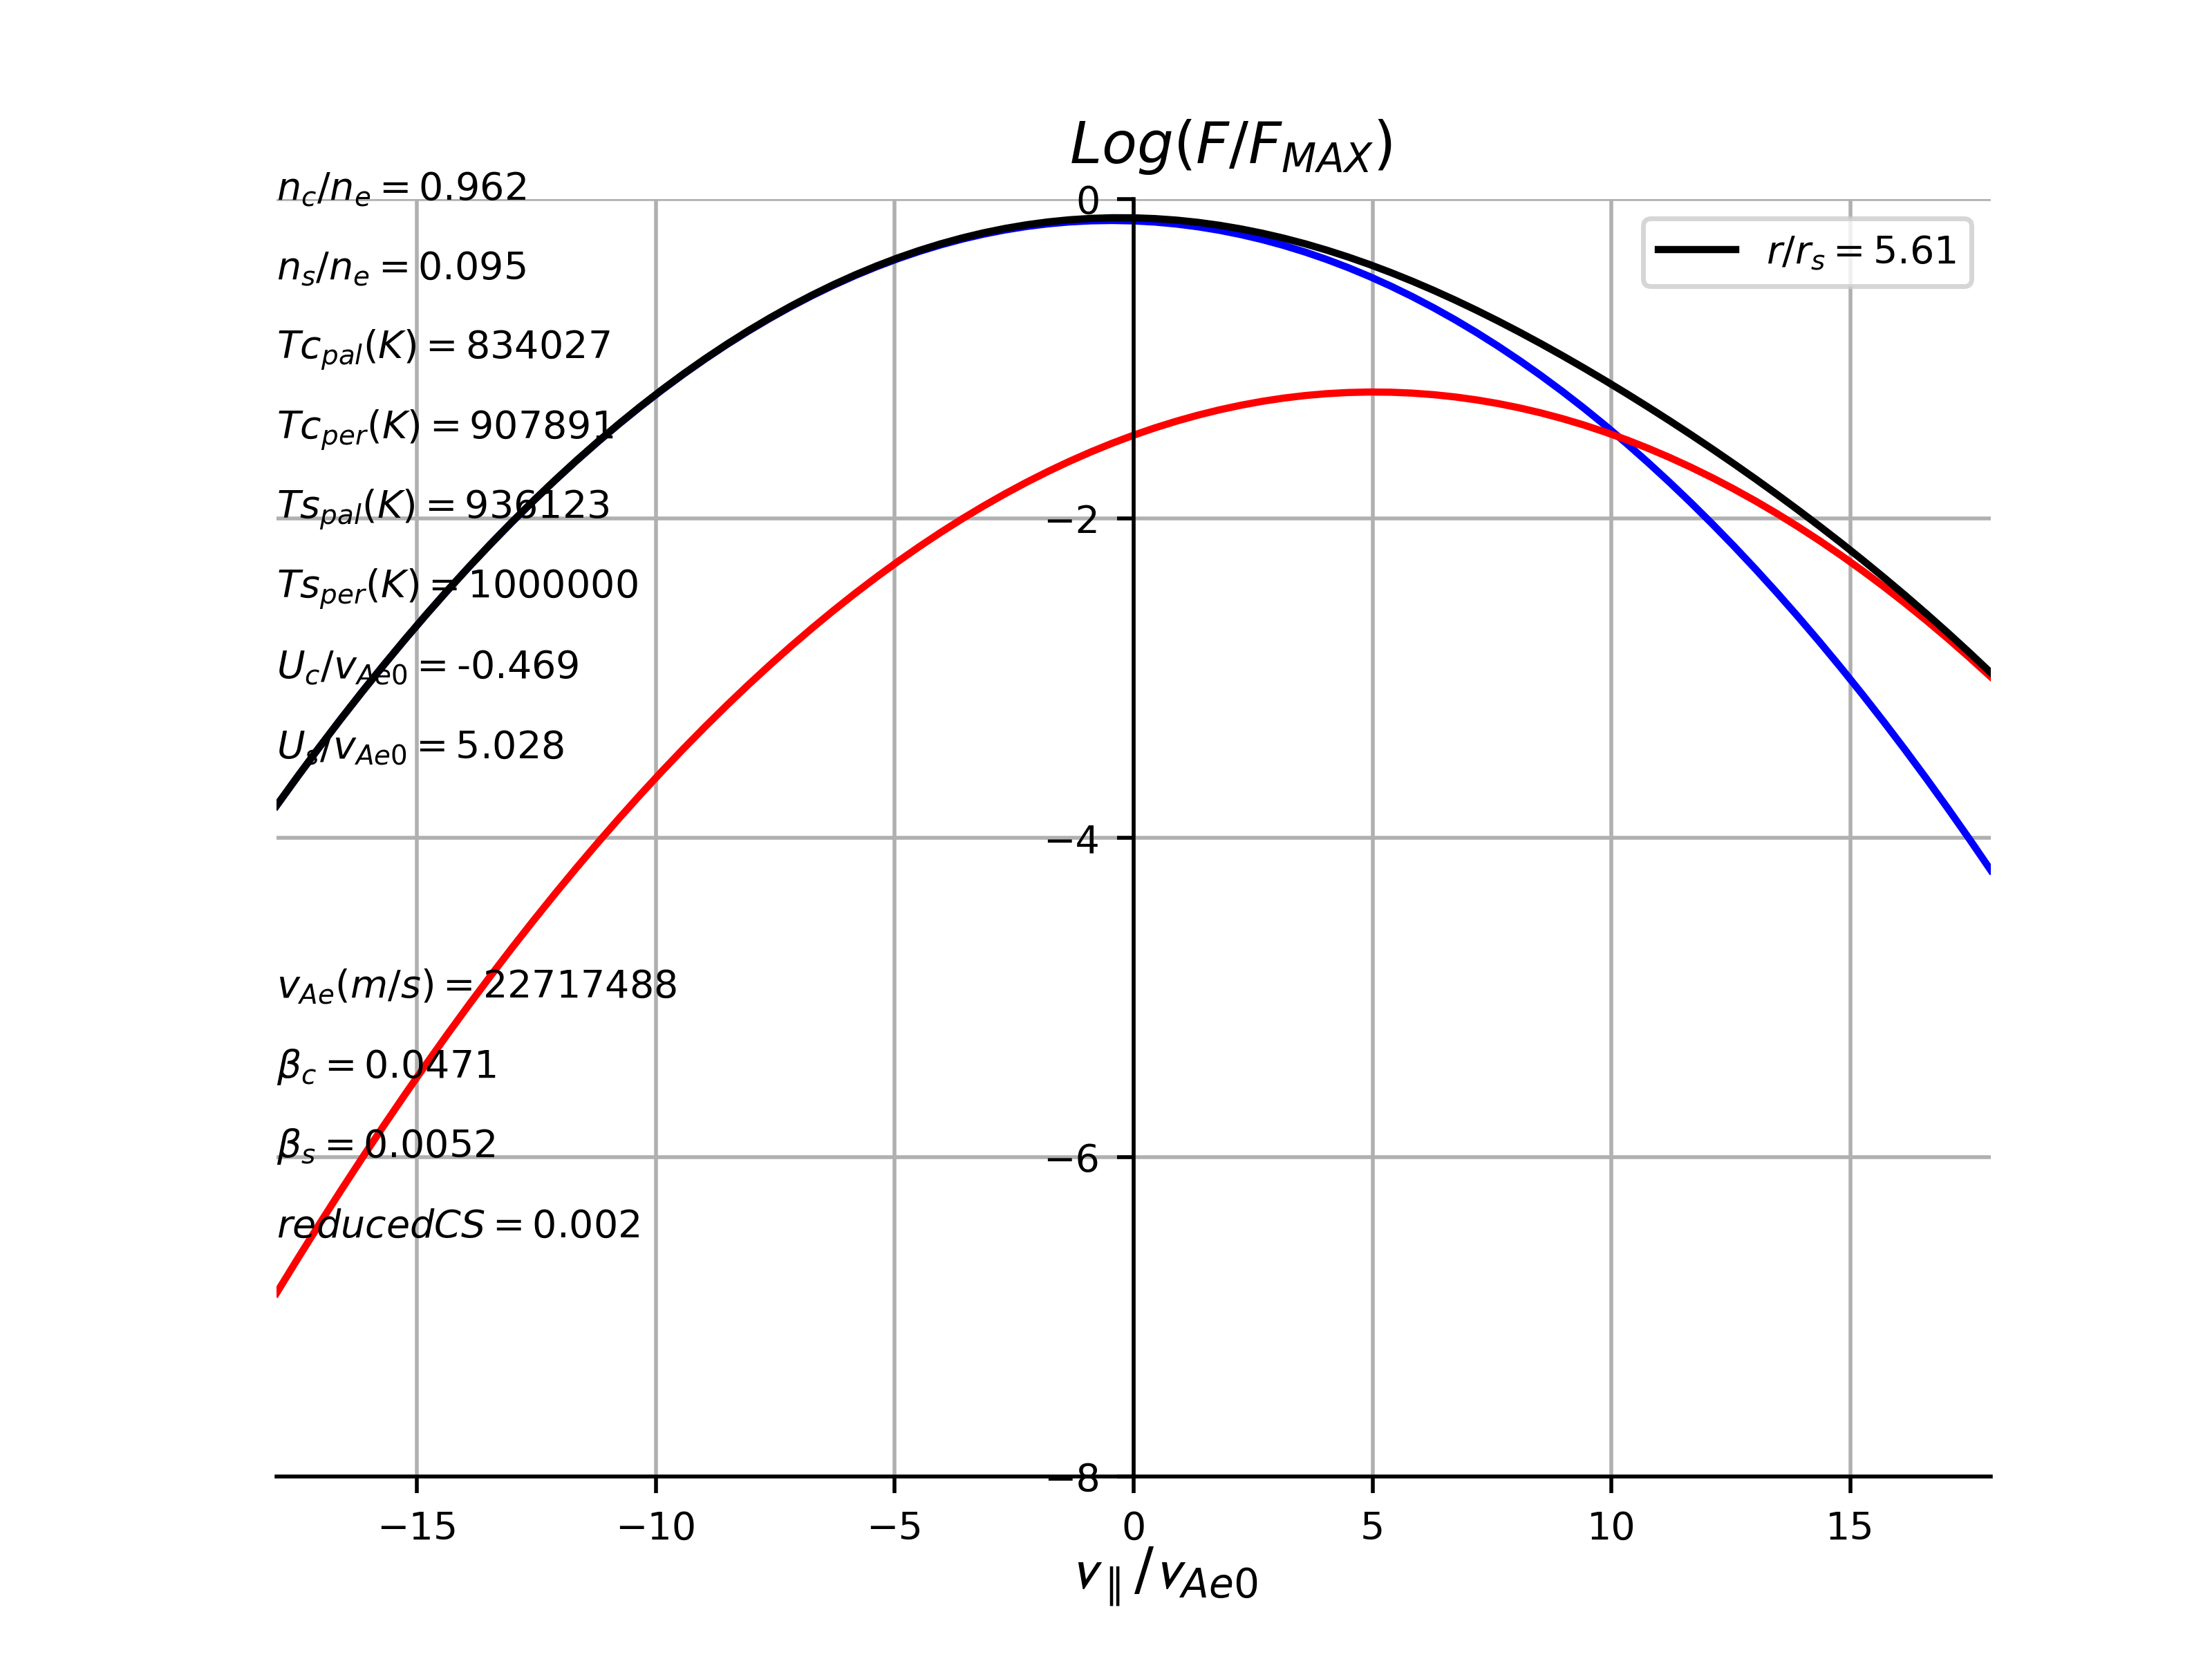 Log(F/F_MAX)
n_c/n_e = 0.962
n_s/n_e = 0.095
Tc_pal(K) = 834027
Tc_per(K) = 907891
Ts_pal(K) = 936123
Ts_per(K) = 1000000
U_c/v_Ae0 = -0.469
U_s/v_Ae0 = 5.028
v_Ae(m/s) = 22717488
β_c = 0.0471
β_s = 0.0052
reducedCS = 0.002
r/r_s = 5.61
0
−2
−4
−6
−8
−15 −10 −5 0 5 10 15
v_∥/v_Ae0